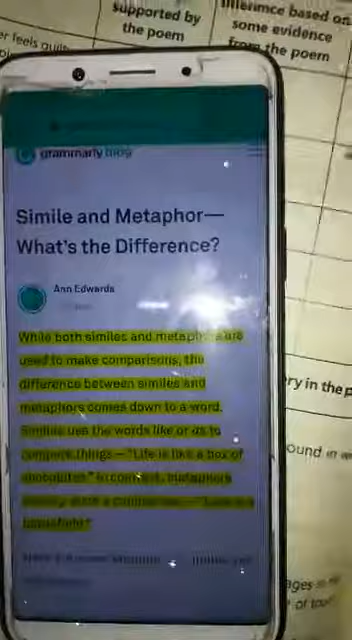 supported by
the poem
inference based on
some evidence
from the poem
er feels
grammarly blog
Simile and Metaphor—
What's the Difference?
Ann Edwards
While both similes and metaphors are
used to make comparisons, the
difference between similes and
metaphors comes down to a word.
Similes use the words like or as to
compare things—"Life is like a box of
chocolates." In contrast, metaphors
directly state a comparison—"Love is a
battlefield."
ry in the p
ound in
ages
of